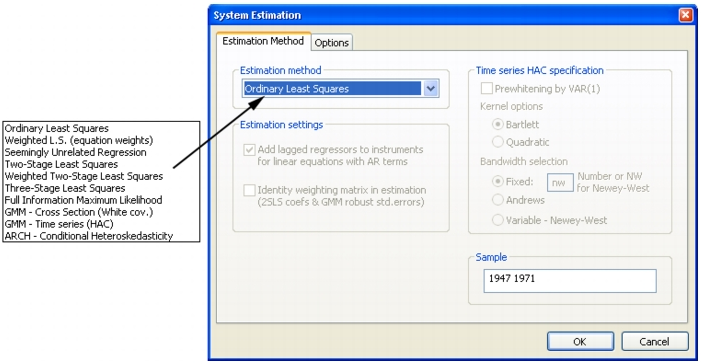 System Estimation
Estimation Method
Options
Estimation method
Ordinary Least Squares
Estimation settings
Add lagged regressors to instruments
for linear equations with AR terms
Identity weighting matrix in estimation
(2SLS coefs & GMM robust std.errors)
Time series HAC specification
Prewhitening by VAR(1)
Kernel options
Bartlett
Quadratic
Bandwidth selection
Fixed:
nw
Number or NW
for Newey-West
Andrews
Variable - Newey-West
Sample
1947 1971
OK
Cancel
Ordinary Least Squares
Weighted L.S. (equation weights)
Seemingly Unrelated Regression
Two-Stage Least Squares
Weighted Two-Stage Least Squares
Three-Stage Least Squares
Full Information Maximum Likelihood
GMM - Cross Section (White cov.)
GMM - Time series (HAC)
ARCH - Conditional Heteroskedasticity